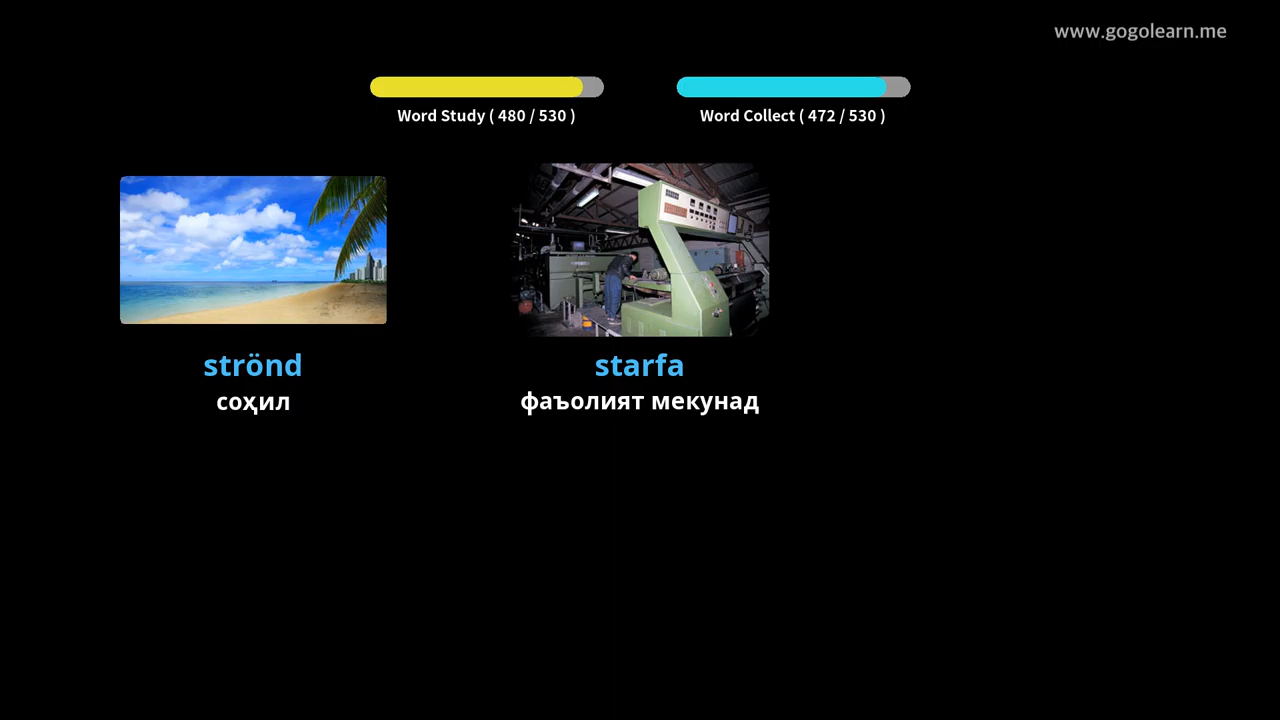 www.gogolearn.me
Word Study ( 480 / 530 )
Word Collect ( 472 / 530 )
strönd
соҳил
starfa
фаъолият мекунад